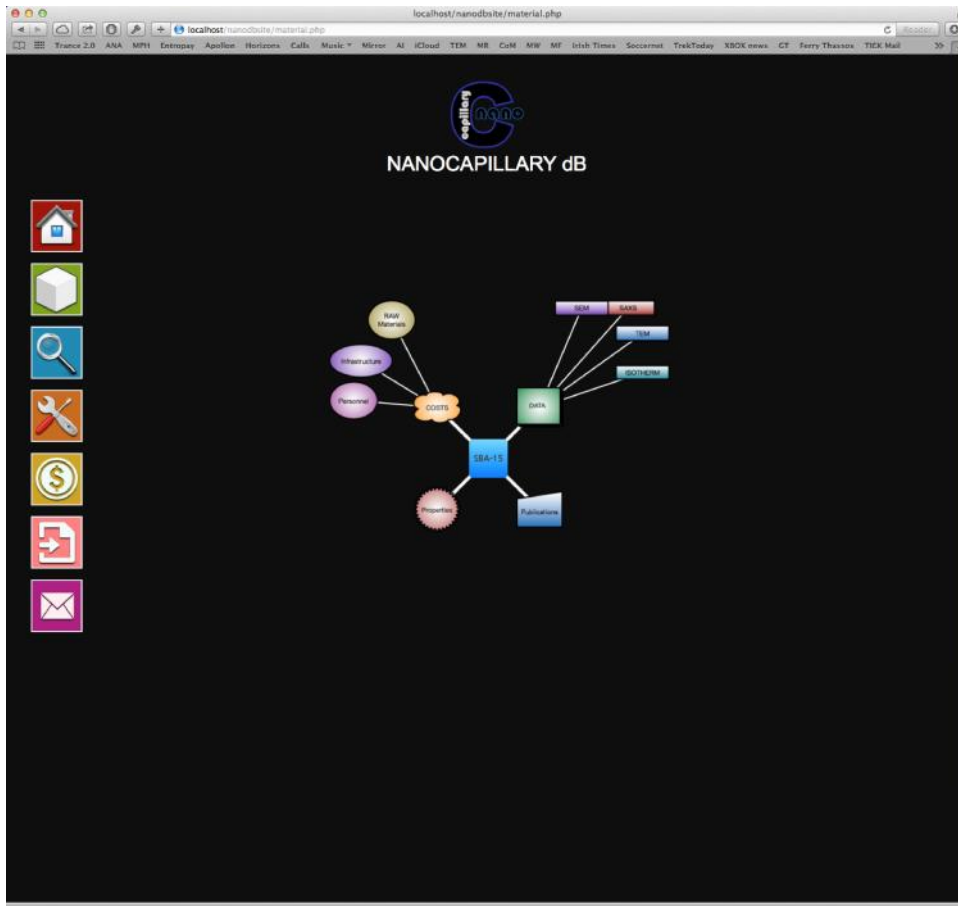 localhost/nanodbsite/material.php
localhost/nanodbsite/material.php
Reader
Trance 2.0 ANA MPH Entropay Apollon Horizons Calls Music Mirror AI iCloud TEM MR CoM MW MF Irish Times Soccernet TrekToday XBOX news GT Ferry Thassos TICK Mail
capillary
nano
NANOCAPILLARY dB
RAW
Materials
SEM
SAXS
TEM
Infrastructure
ISOTHERM
Personnel
COSTS
DATA
SBA-15
Properties
Publications